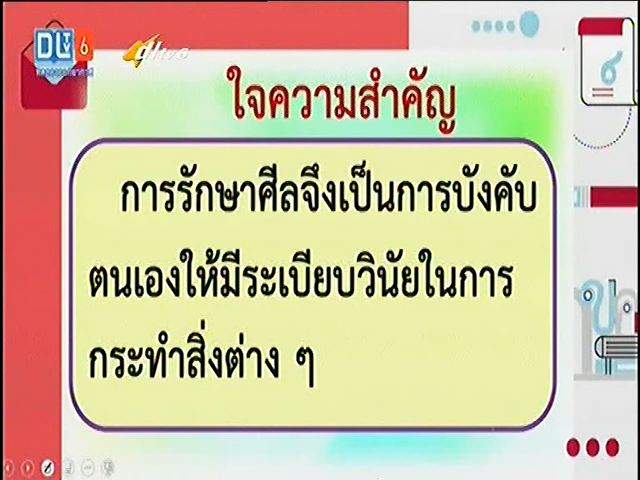 DLTV 6
dltv6
ใจความสำคัญ
การรักษาศีลจึงเป็นการบังคับ
ตนเองให้มีระเบียบวินัยในการ
กระทำสิ่งต่าง ๆ